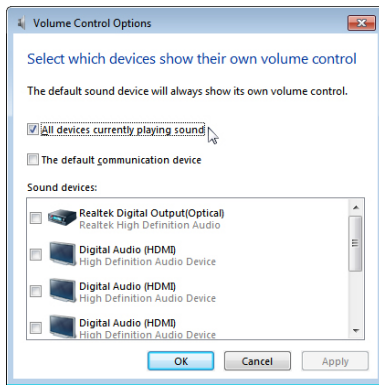 Volume Control Options
Select which devices show their own volume control
The default sound device will always show its own volume control.
All devices currently playing sound
The default communication device
Sound devices:
Realtek Digital Output(Optical)
Realtek High Definition Audio
Digital Audio (HDMI)
High Definition Audio Device
Digital Audio (HDMI)
High Definition Audio Device
Digital Audio (HDMI)
High Definition Audio Device
OK Cancel Apply